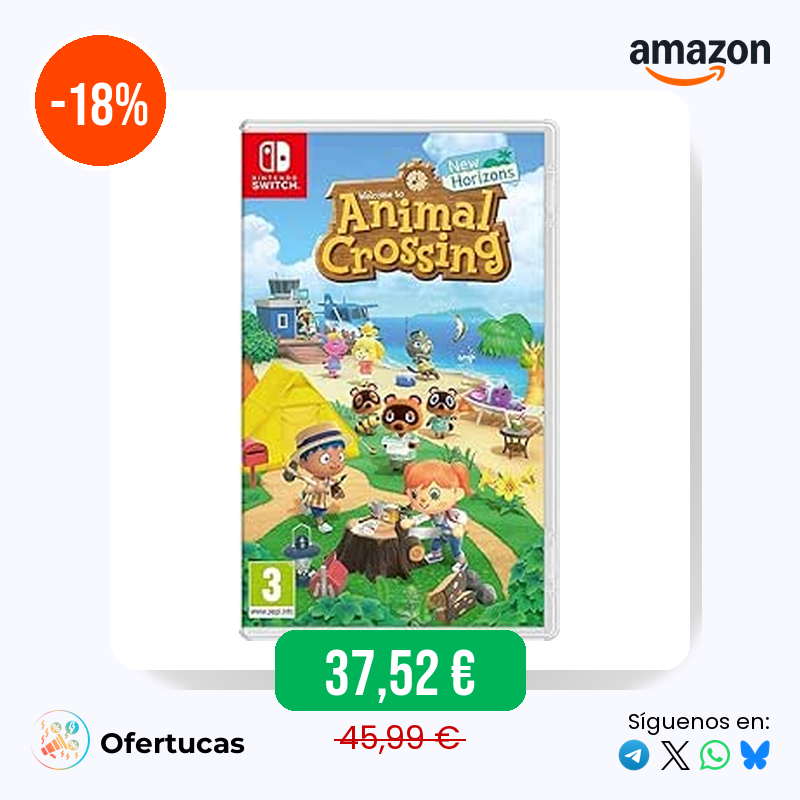 -18%
amazon
NINTENDO
SWITCH™
New
Horizons
Welcome to
Animal
Crossing
3
www.pegi.info
37,52 €
45,99 €
Ofertucas
Síguenos en: